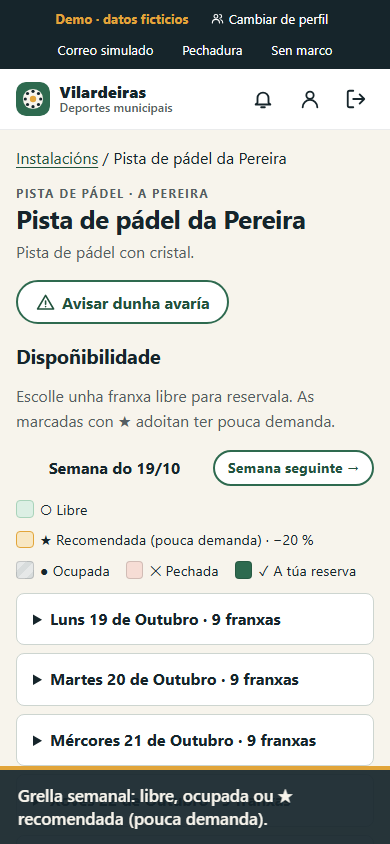 Demo · datos ficticios Cambiar de perfil
Correo simulado Pechadura Sen marco
Vilardeiras
Deportes municipais
Instalacións / Pista de pádel da Pereira
PISTA DE PÁDEL · A PEREIRA
Pista de pádel da Pereira
Pista de pádel con cristal.
Avisar dunha avaría
Dispoñibilidade
Escolle unha franxa libre para reservala. As
marcadas con ★ adoitan ter pouca demanda.
Semana do 19/10 Semana seguinte →
○ Libre
★ Recomendada (pouca demanda) · −20 %
● Ocupada ✕ Pechada ✓ A túa reserva
▶ Luns 19 de Outubro · 9 franxas
▶ Martes 20 de Outubro · 9 franxas
▶ Mércores 21 de Outubro · 9 franxas
Grella semanal: libre, ocupada ou ★
recomendada (pouca demanda).